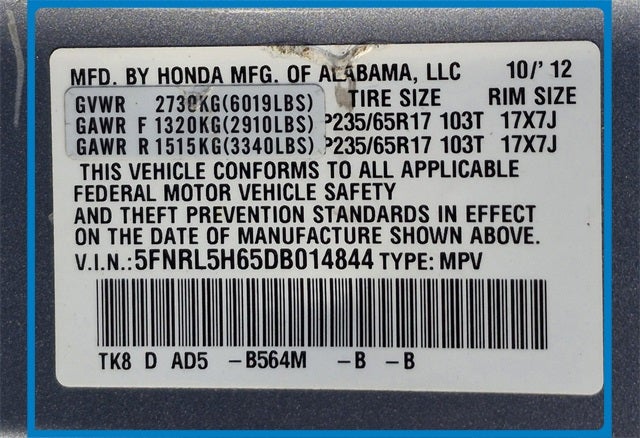 MFD. BY HONDA MFG. OF ALABAMA, LLC 10/' 12
GVWR 2730KG(6019LBS) TIRE SIZE RIM SIZE
GAWR F 1320KG(2910LBS) P235/65R17 103T 17X7J
GAWR R 1515KG(3340LBS) P235/65R17 103T 17X7J
THIS VEHICLE CONFORMS TO ALL APPLICABLE
FEDERAL MOTOR VEHICLE SAFETY
AND THEFT PREVENTION STANDARDS IN EFFECT
ON THE DATE OF MANUFACTURE SHOWN ABOVE.
V.I.N.:5FNRL5H65DB014844 TYPE: MPV
TK8 D AD5 -B564M -B -B